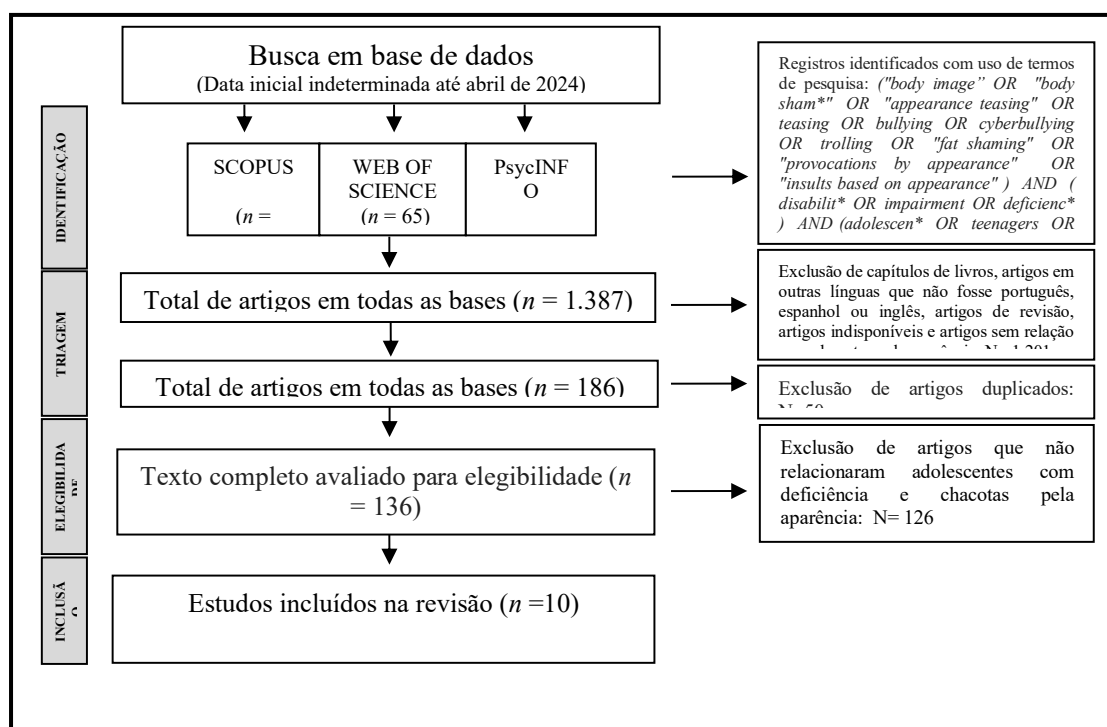 Busca em base de dados
(Data inicial indeterminada até abril de 2024)
Registros identificados com uso de termos
de pesquisa: ("body image” OR "body
sham*" OR "appearance teasing" OR
teasing OR bullying OR cyberbullying
OR trolling OR "fat shaming" OR
"provocations by appearance" OR
"insults based on appearance" ) AND (
disabilit* OR impairment OR deficienc*
) AND (adolescen* OR teenagers OR
IDENTIFICAÇÃO
SCOPUS
(n =
WEB OF
SCIENCE
(n = 65)
PsycINF
O
Total de artigos em todas as bases (n = 1.387)
Exclusão de capítulos de livros, artigos em
outras línguas que não fosse português,
espanhol ou inglês, artigos de revisão,
artigos indisponíveis e artigos sem relação
TRIAGEM
Total de artigos em todas as bases (n = 186)
Exclusão de artigos duplicados:
ELEGIBILIDA
Texto completo avaliado para elegibilidade (n
= 136)
Exclusão de artigos que não
relacionaram adolescentes com
deficiência e chacotas pela
aparência: N= 126
INCLUSÃ
O
Estudos incluídos na revisão (n =10)